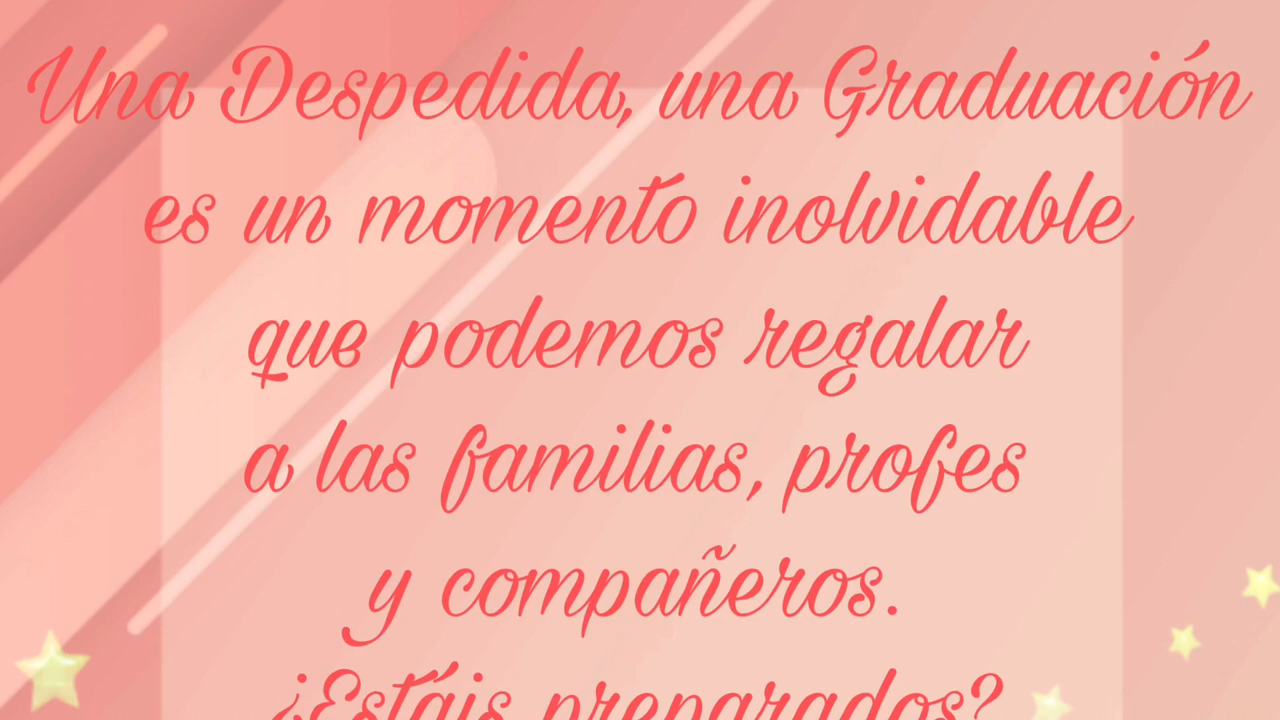 Una Despedida, una Graduación
es un momento inolvidable
que podemos regalar
a las familias, profes
y compañeros.
¿Estáis preparados?